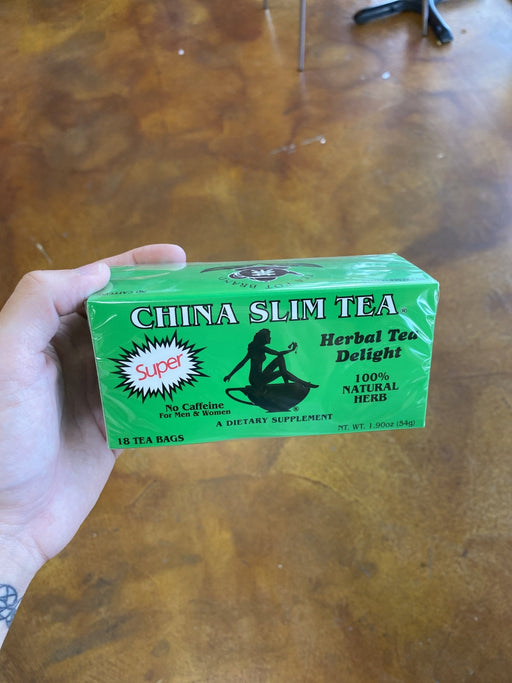 CHINA SLIM TEA®
Super
Herbal Tea
Delight
100%
NATURAL
HERB
No Caffeine
For Men & Women
®
A DIETARY SUPPLEMENT
18 TEA BAGS
NT. WT. 1.90oz (54g)